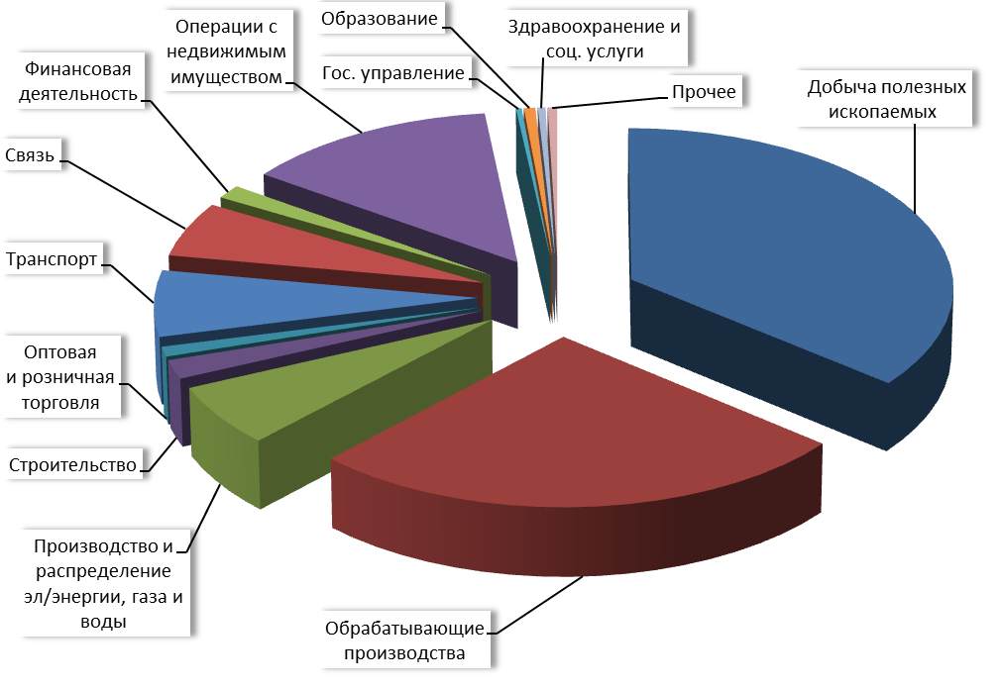 Образование
Операции с
недвижимым
имуществом
Здравоохранение и
соц. услуги
Финансовая
деятельность
Гос. управление
Прочее
Добыча полезных
ископаемых
Связь
Транспорт
Оптовая
и розничная
торговля
Строительство
Производство и
распределение
эл/энергии, газа и
воды
Обрабатывающие
производства